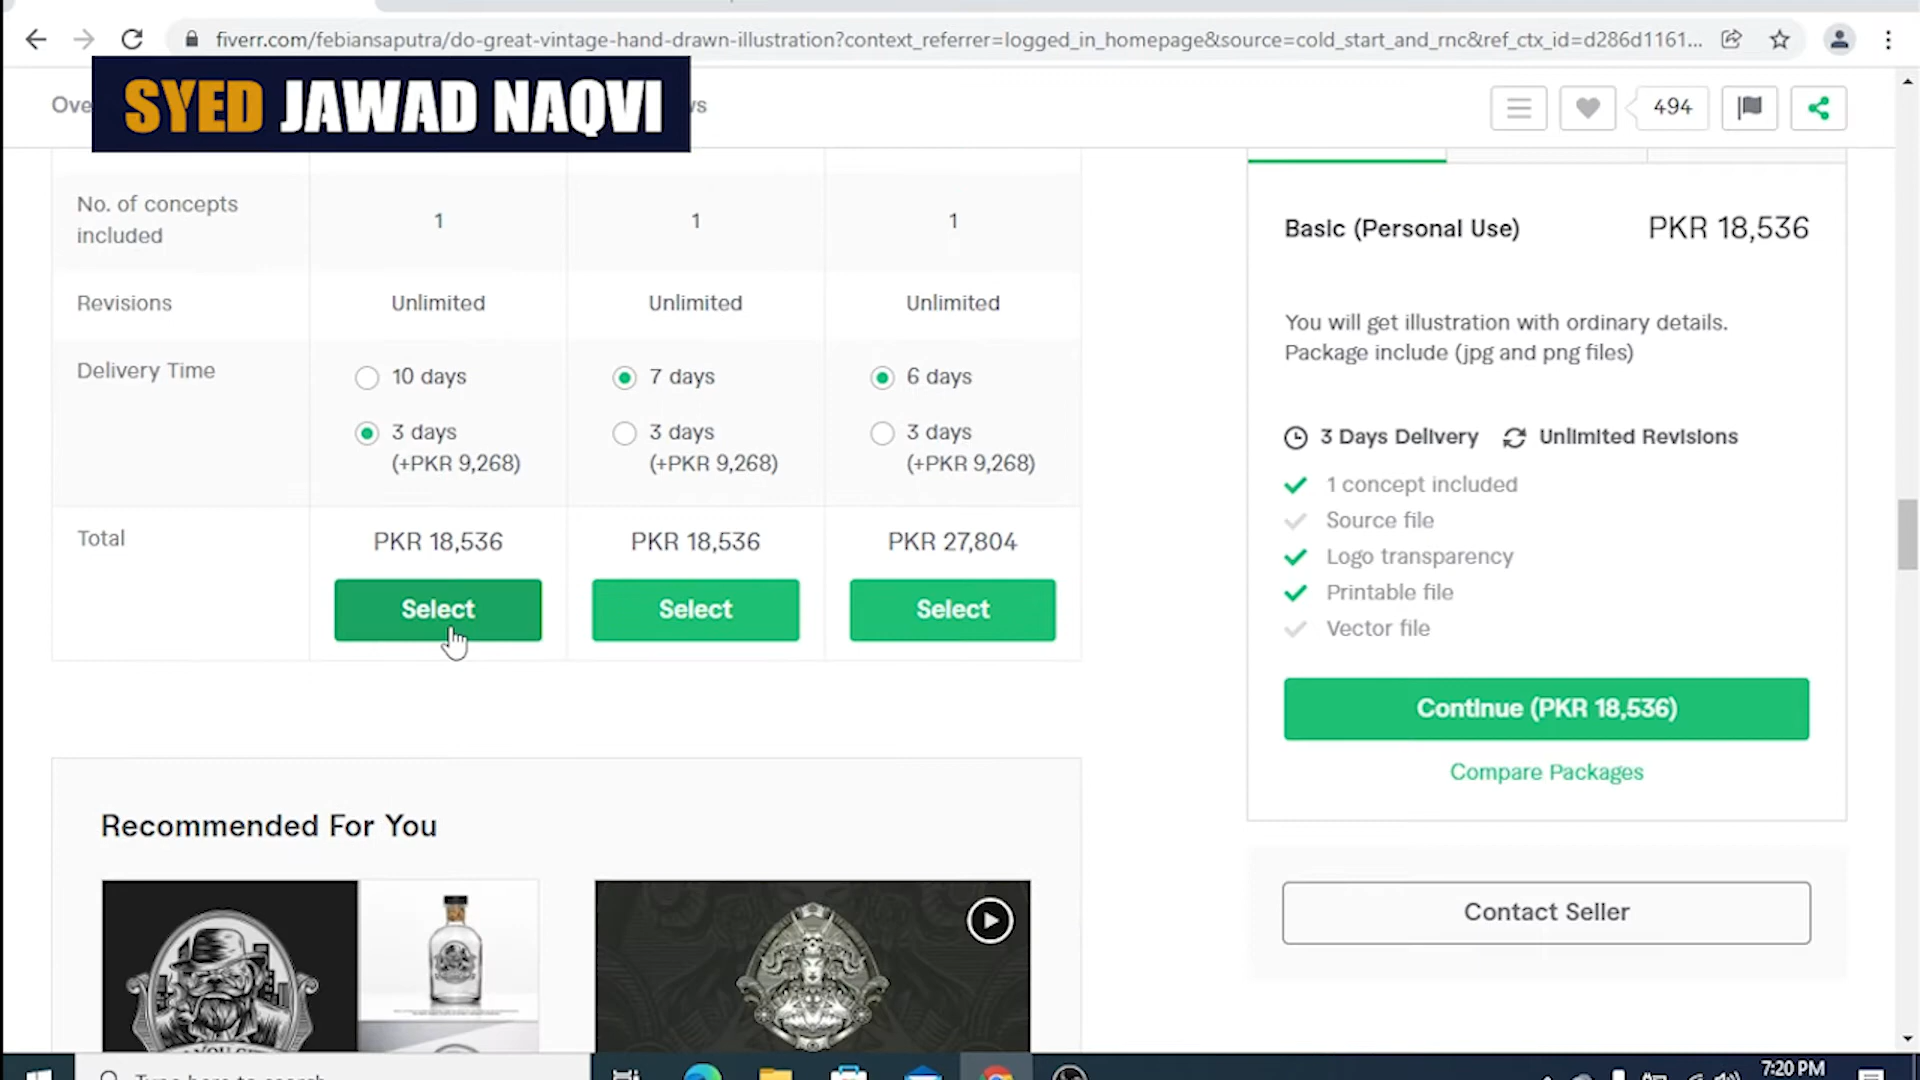 fiverr.com/febiansaputra/do-great-vintage-hand-drawn-illustration?context_referrer=logged_in_homepage&source=cold_start_and_rnc&ref_ctx_id=d286d1161...
SYED JAWAD NAQVI
494
No. of concepts
included
1
1
1
Revisions
Unlimited
Unlimited
Unlimited
Delivery Time
10 days
7 days
6 days
3 days
(+PKR 9,268)
3 days
(+PKR 9,268)
3 days
(+PKR 9,268)
Total
PKR 18,536
PKR 18,536
PKR 27,804
Select
Select
Select
Basic (Personal Use)
PKR 18,536
You will get illustration with ordinary details.
Package include (jpg and png files)
3 Days Delivery
Unlimited Revisions
1 concept included
Source file
Logo transparency
Printable file
Vector file
Continue (PKR 18,536)
Compare Packages
Contact Seller
Recommended For You
Type here to search
7:20 PM